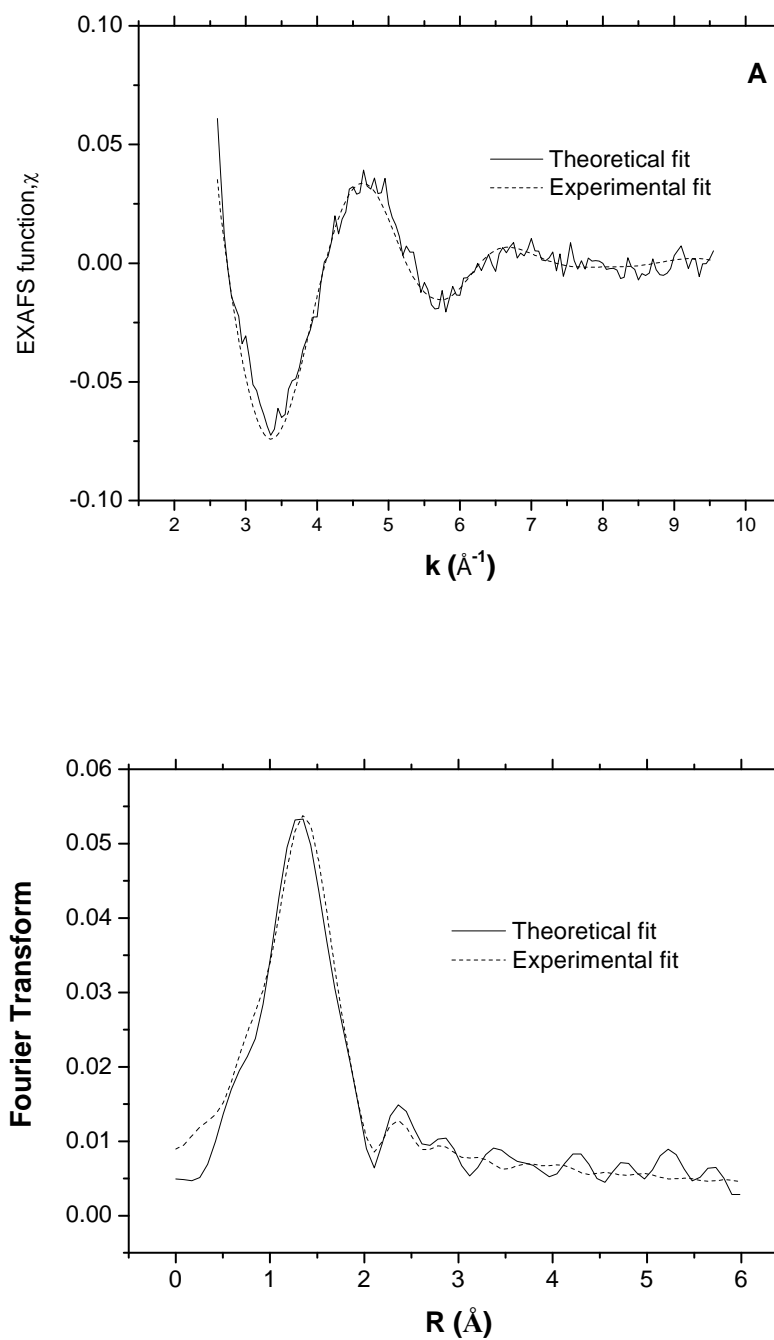 0.10
A
0.05
Theoretical fit
Experimental fit
EXAFS function,χ
0.00
-0.05
-0.10
2 3 4 5 6 7 8 9 10
k (Å-1)
0.06
0.05
0.04
Theoretical fit
Experimental fit
Fourier Transform
0.03
0.02
0.01
0.00
0 1 2 3 4 5 6
R (Å)